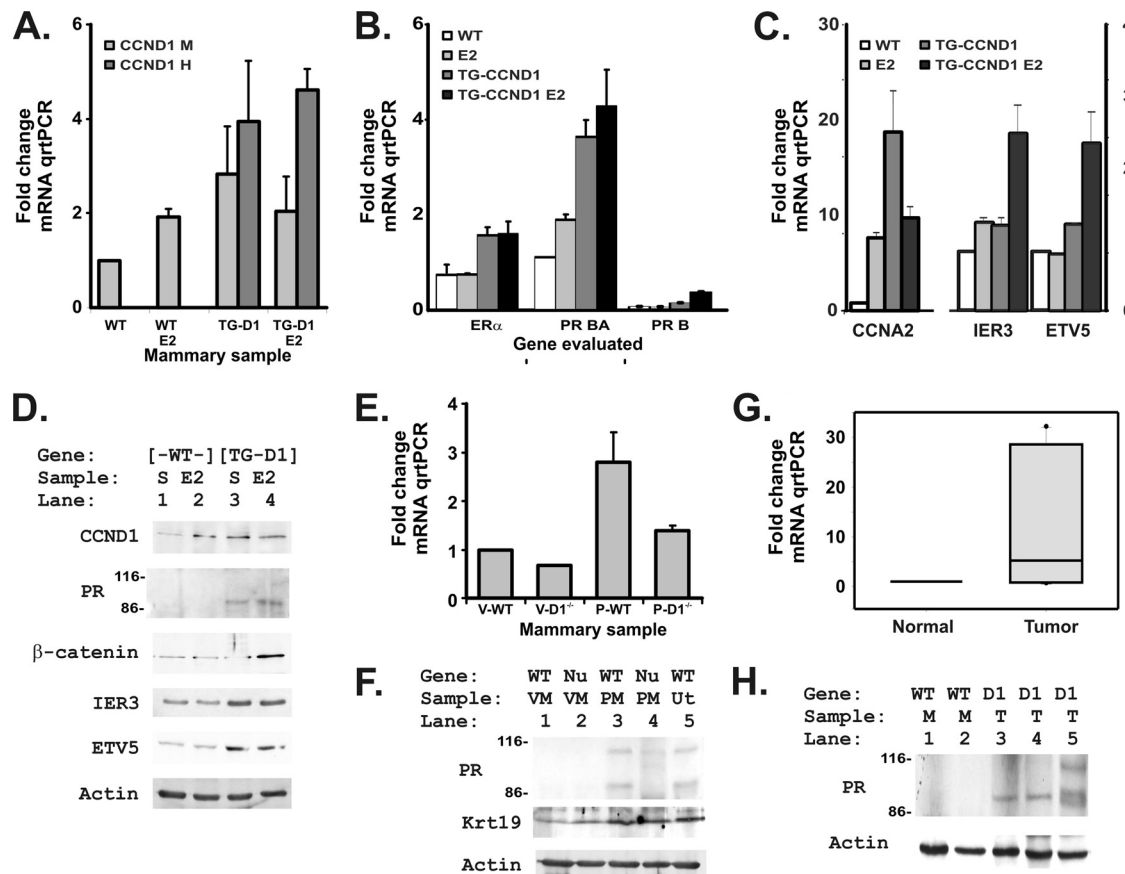 A.
6
4
2
0
Fold change
mRNA qrtPCR
CCND1 M
CCND1 H
WT
WT
E2
TG-D1
TG-D1
E2
Mammary sample
B.
6
4
2
0
Fold change
mRNA qrtPCR
WT
E2
TG-CCND1
TG-CCND1 E2
ERα
PR BA
PR B
Gene evaluated
C.
30
20
10
0
Fold change
mRNA qrtPCR
WT
E2
TG-CCND1
TG-CCND1 E2
CCNA2
IER3
ETV5
4
3
2
1
0
D.
Gene: [-WT-] [TG-D1]
Sample: S E2 S E2
Lane: 1 2 3 4
CCND1
116-
PR
86-
β-catenin
IER3
ETV5
Actin
E.
4
3
2
1
0
Fold change
mRNA qrtPCR
V-WT
V-D1-/-
P-WT
P-D1-/-
Mammary sample
G.
30
20
10
0
Fold change
mRNA qrtPCR
Normal
Tumor
F.
Gene: WT Nu WT Nu WT
Sample: VM VM PM PM Ut
Lane: 1 2 3 4 5
116-
PR
86-
Krt19
Actin
H.
Gene: WT WT D1 D1 D1
Sample: M M T T T
Lane: 1 2 3 4 5
116-
PR
86-
Actin